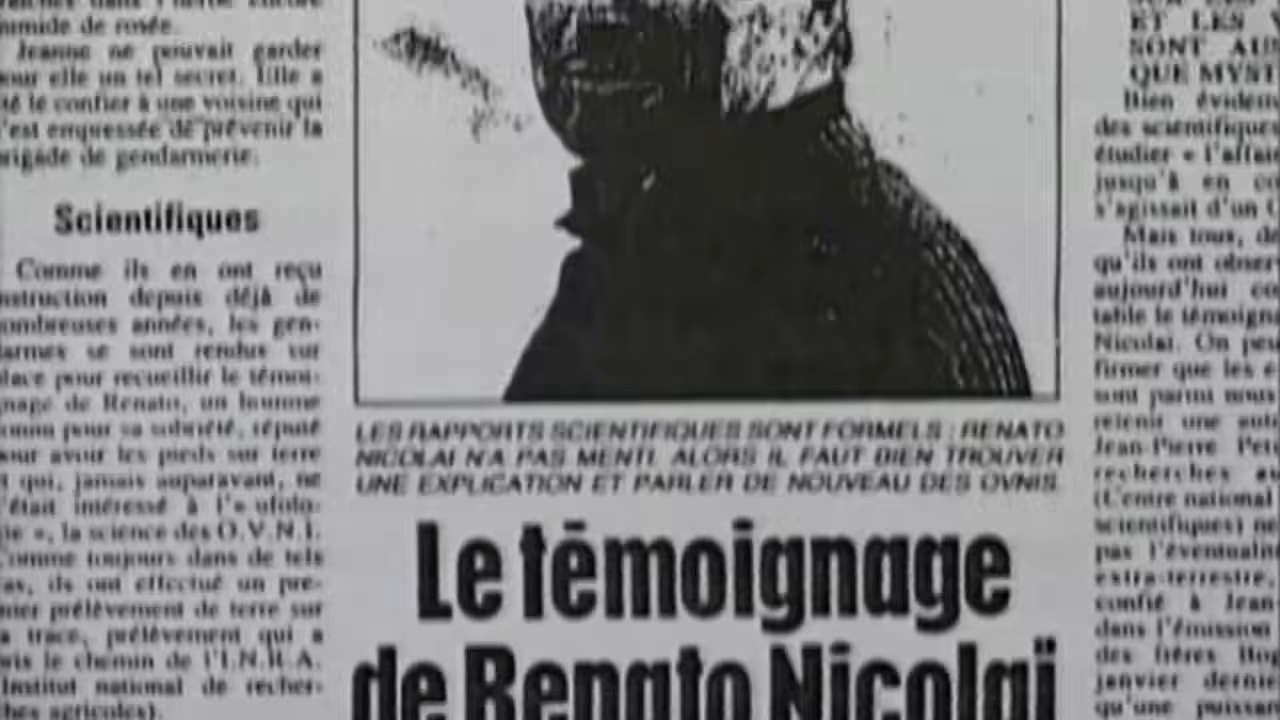 humide de rosée.
Jeanne ne pouvait garder
pour elle un tel secret. Elle a
été le confier à une voisine qui
s'est empressée de prévenir la
brigade de gendarmerie.
Scientifiques
Comme ils en ont reçu
instruction depuis déjà de
nombreuses années, les gen-
darmes se sont rendus sur
place pour recueillir le témoi-
gnage de Renato, un homme
connu pour sa sobriété, réputé
pour avoir les pieds sur terre
et qui, jamais auparavant, ne
s'était intéressé à l'« ufolo-
gie », la science des O.V.N.I.
Comme toujours dans de tels
cas, ils ont effectué un pre-
mier prélèvement de terre sur
la trace, prélèvement qui a
pris le chemin de l'I.N.R.A.
(Institut national de recher-
ches agricoles).
LES RAPPORTS SCIENTIFIQUES SONT FORMELS : RENATO
NICOLAI N'A PAS MENTI. ALORS IL FAUT BIEN TROUVER
UNE EXPLICATION ET PARLER DE NOUVEAU DES OVNIS.
Le témoignage
de Renato Nicolaï
ET LES
SONT
QUE
Bien
des scientifiques
étudier « l'affai
jusqu'à en
s'agissait d'un
Mais tous,
qu'ils ont obser
aujourd'hui
table le témoign
Nicolaï. On peu
firmer que les
sont parmi nous
retenir une
Jean-Pierre
recherches
(Centre national
scientifiques)
pas l'éventuali
extra-terrestre,
confié à Jean-
dans l'émission
des frères Bog
janvier dernie
qu'une puissan